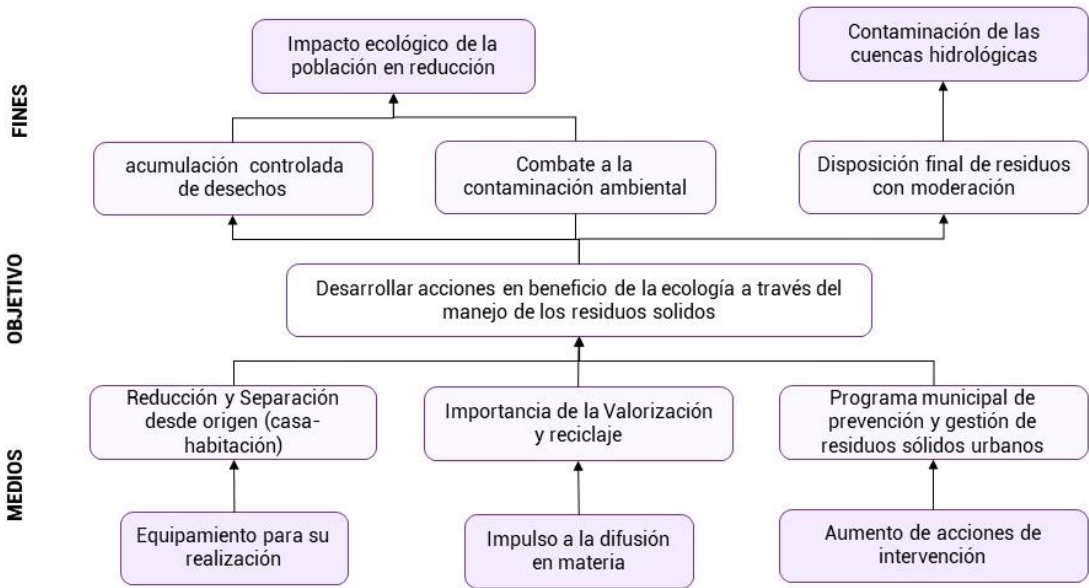 FINES
Impacto ecológico de la
población en reducción
Contaminación de las
cuencas hidrológicas
acumulación controlada
de desechos
Combate a la
contaminación ambiental
Disposición final de residuos
con moderación
OBJETIVO
Desarrollar acciones en beneficio de la ecología a través del
manejo de los residuos solidos
MEDIOS
Reducción y Separación
desde origen (casa-
habitación)
Importancia de la Valorización
y reciclaje
Programa municipal de
prevención y gestión de
residuos sólidos urbanos
Equipamiento para su
realización
Impulso a la difusión
en materia
Aumento de acciones de
intervención